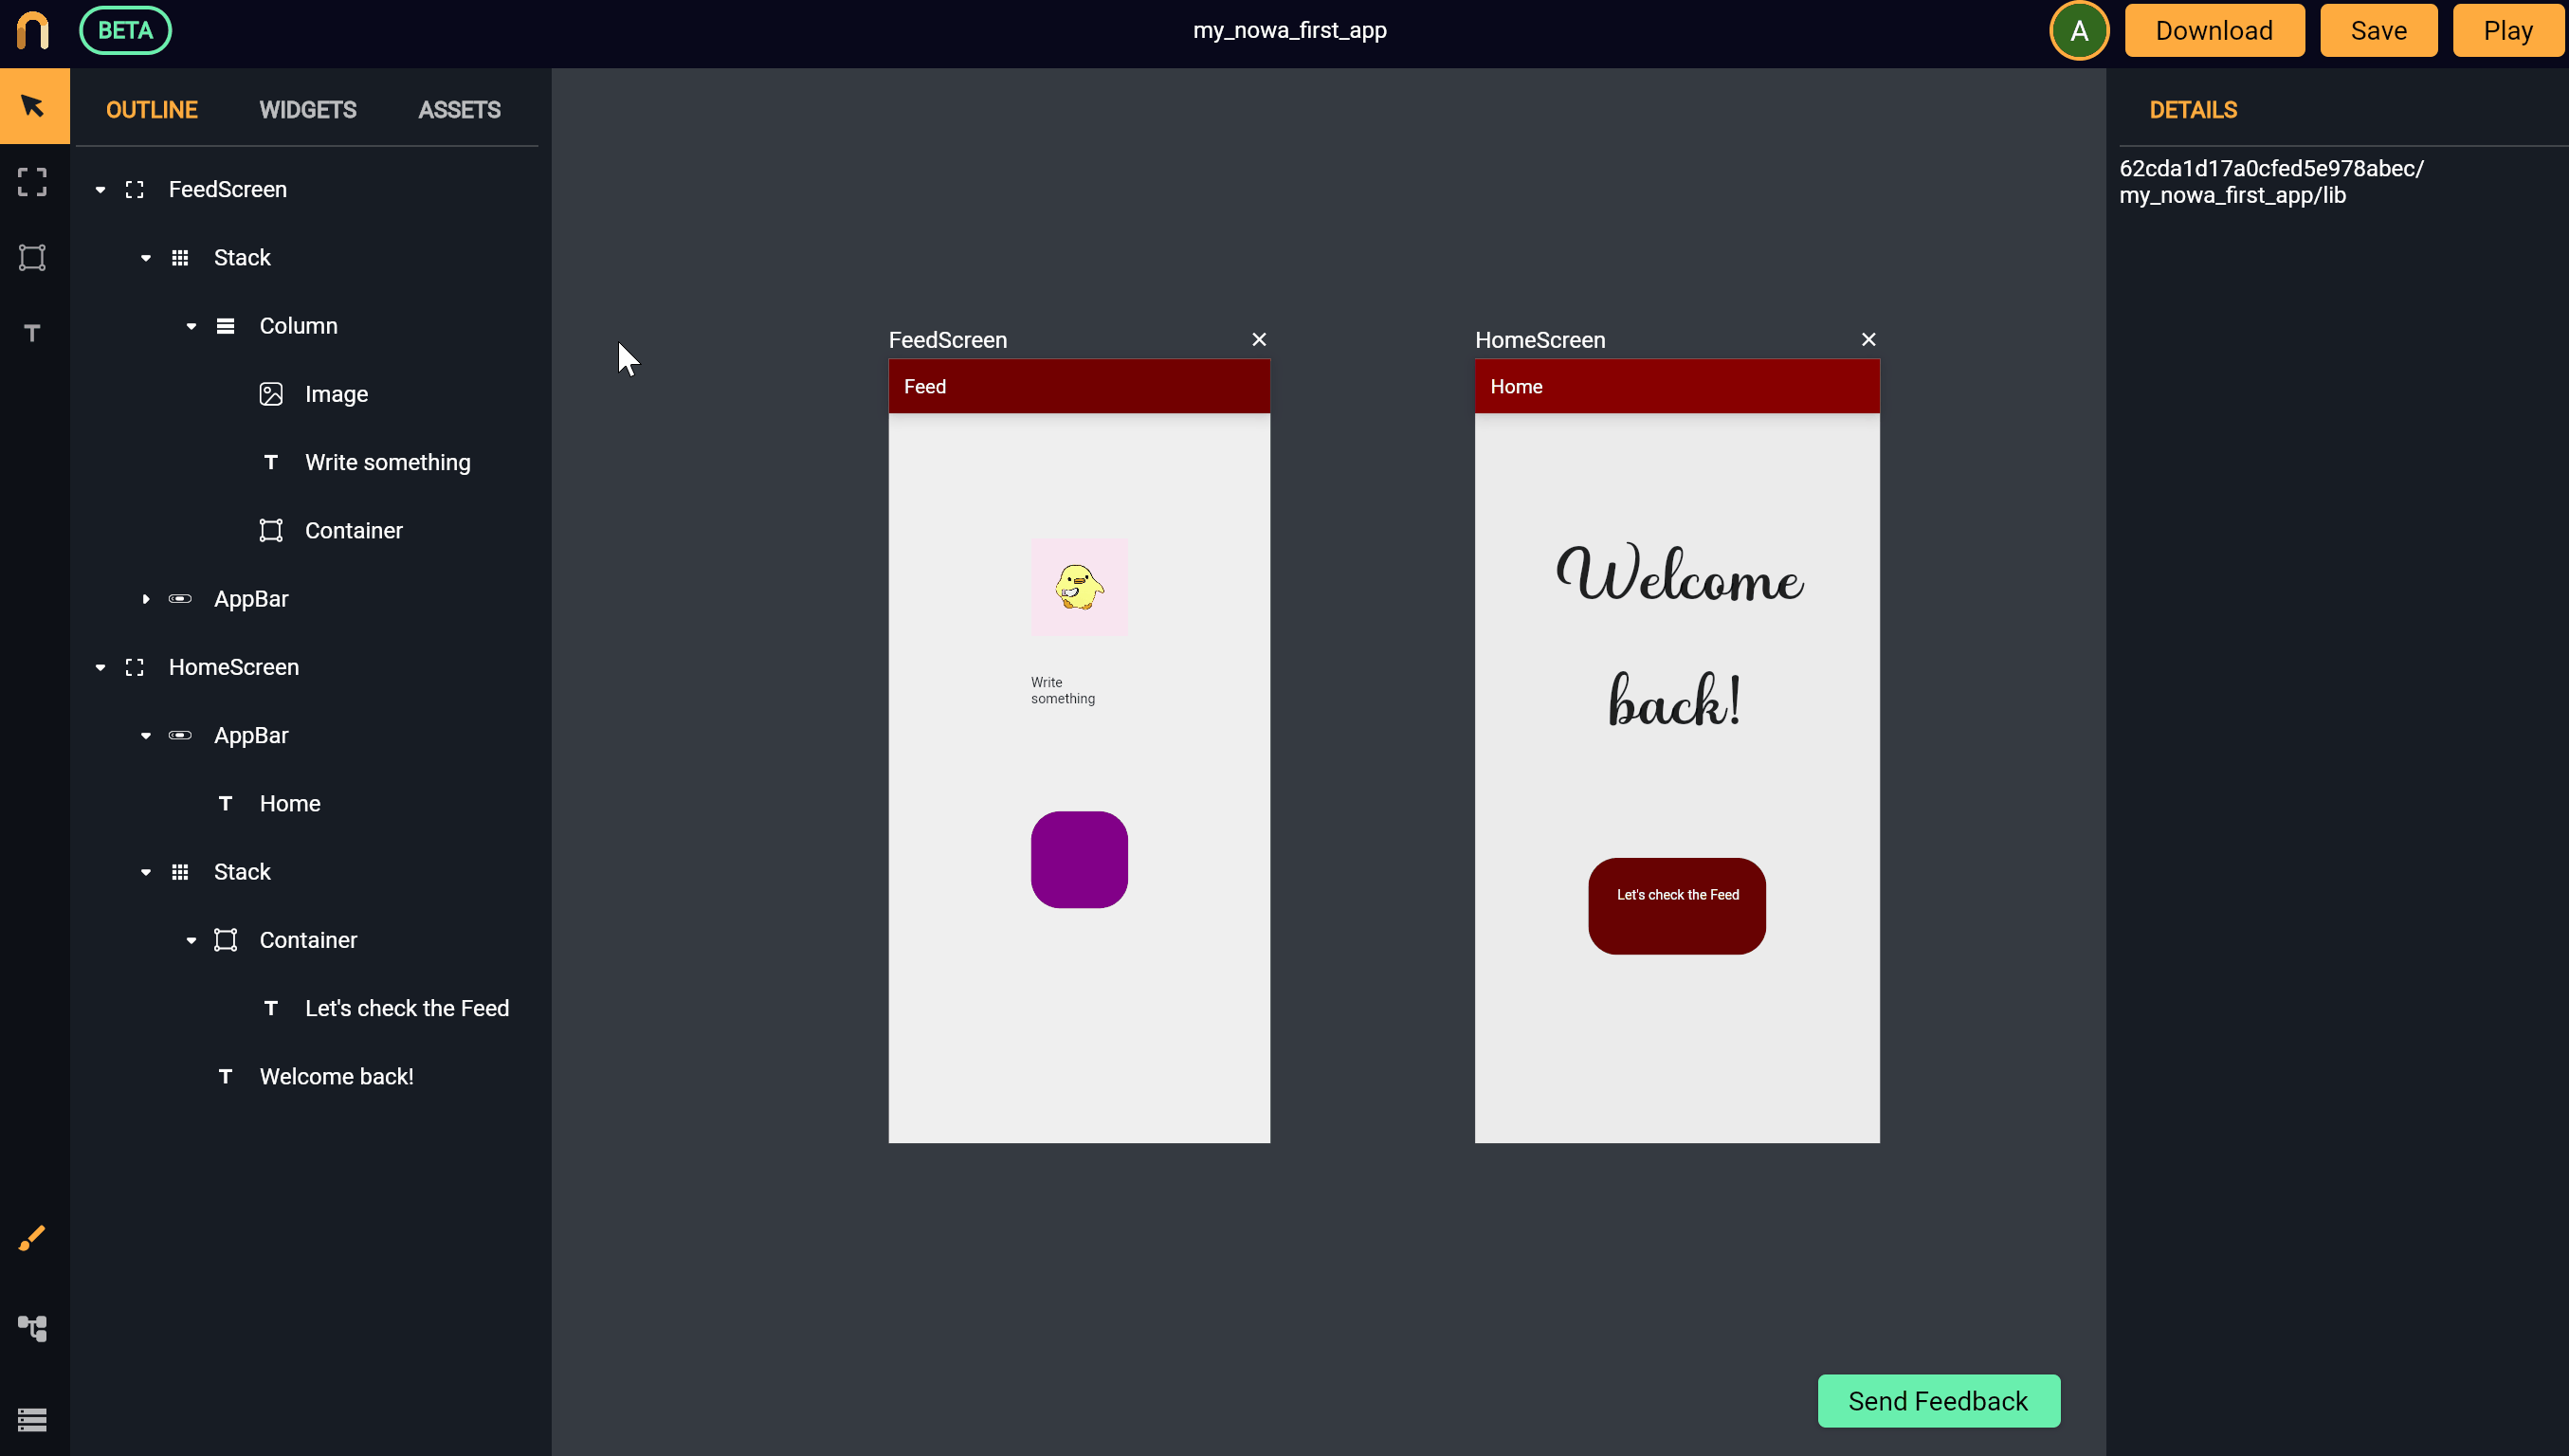 BETA
my_nowa_first_app
A
Download
Save
Play
OUTLINE
WIDGETS
ASSETS
FeedScreen
Stack
Column
Image
Write something
Container
AppBar
HomeScreen
AppBar
Home
Stack
Container
Let's check the Feed
Welcome back!
FeedScreen
Feed
Write
something
HomeScreen
Home
Welcome
back!
Let's check the Feed
Send Feedback
DETAILS
62cda1d17a0cfed5e978abec/
my_nowa_first_app/lib